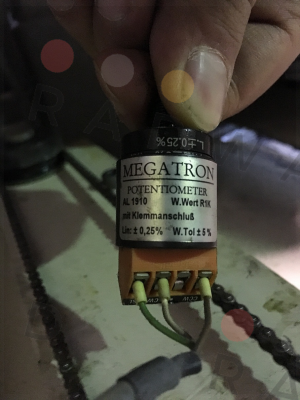 L: ±0,25%
MEGATRON
POTENTIOMETER
AL 1910 W.Wert R1K
mit Klemmanschluß
Lin: ± 0,25% W.Tol ± 5 %